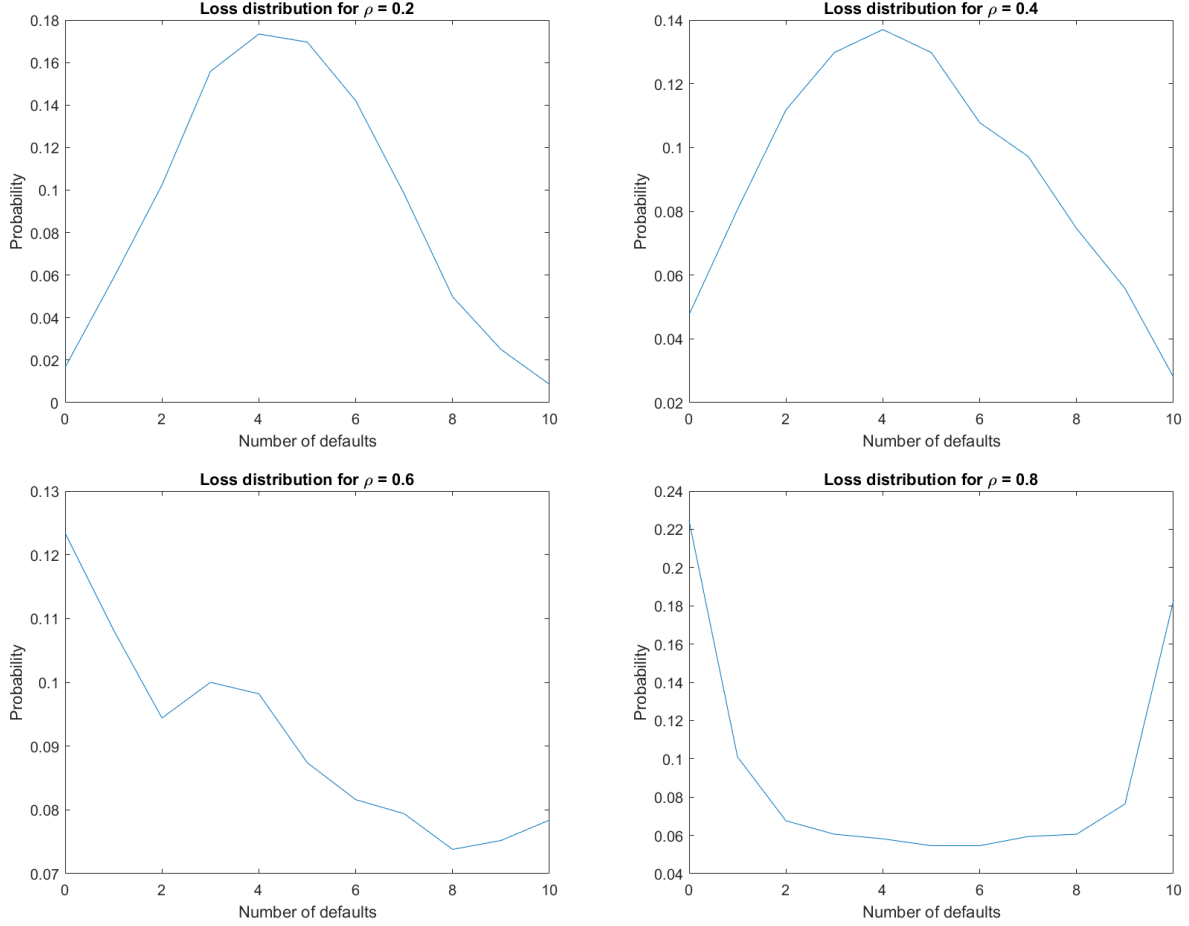 Loss distribution for ρ = 0.2
0.18
0.16
0.14
0.12
0.1
0.08
0.06
0.04
0.02
0
Probability
0 2 4 6 8 10
Number of defaults
Loss distribution for ρ = 0.4
0.14
0.12
0.1
0.08
0.06
0.04
0.02
Probability
0 2 4 6 8 10
Number of defaults
Loss distribution for ρ = 0.6
0.13
0.12
0.11
0.1
0.09
0.08
0.07
Probability
0 2 4 6 8 10
Number of defaults
Loss distribution for ρ = 0.8
0.24
0.22
0.2
0.18
0.16
0.14
0.12
0.1
0.08
0.06
0.04
Probability
0 2 4 6 8 10
Number of defaults